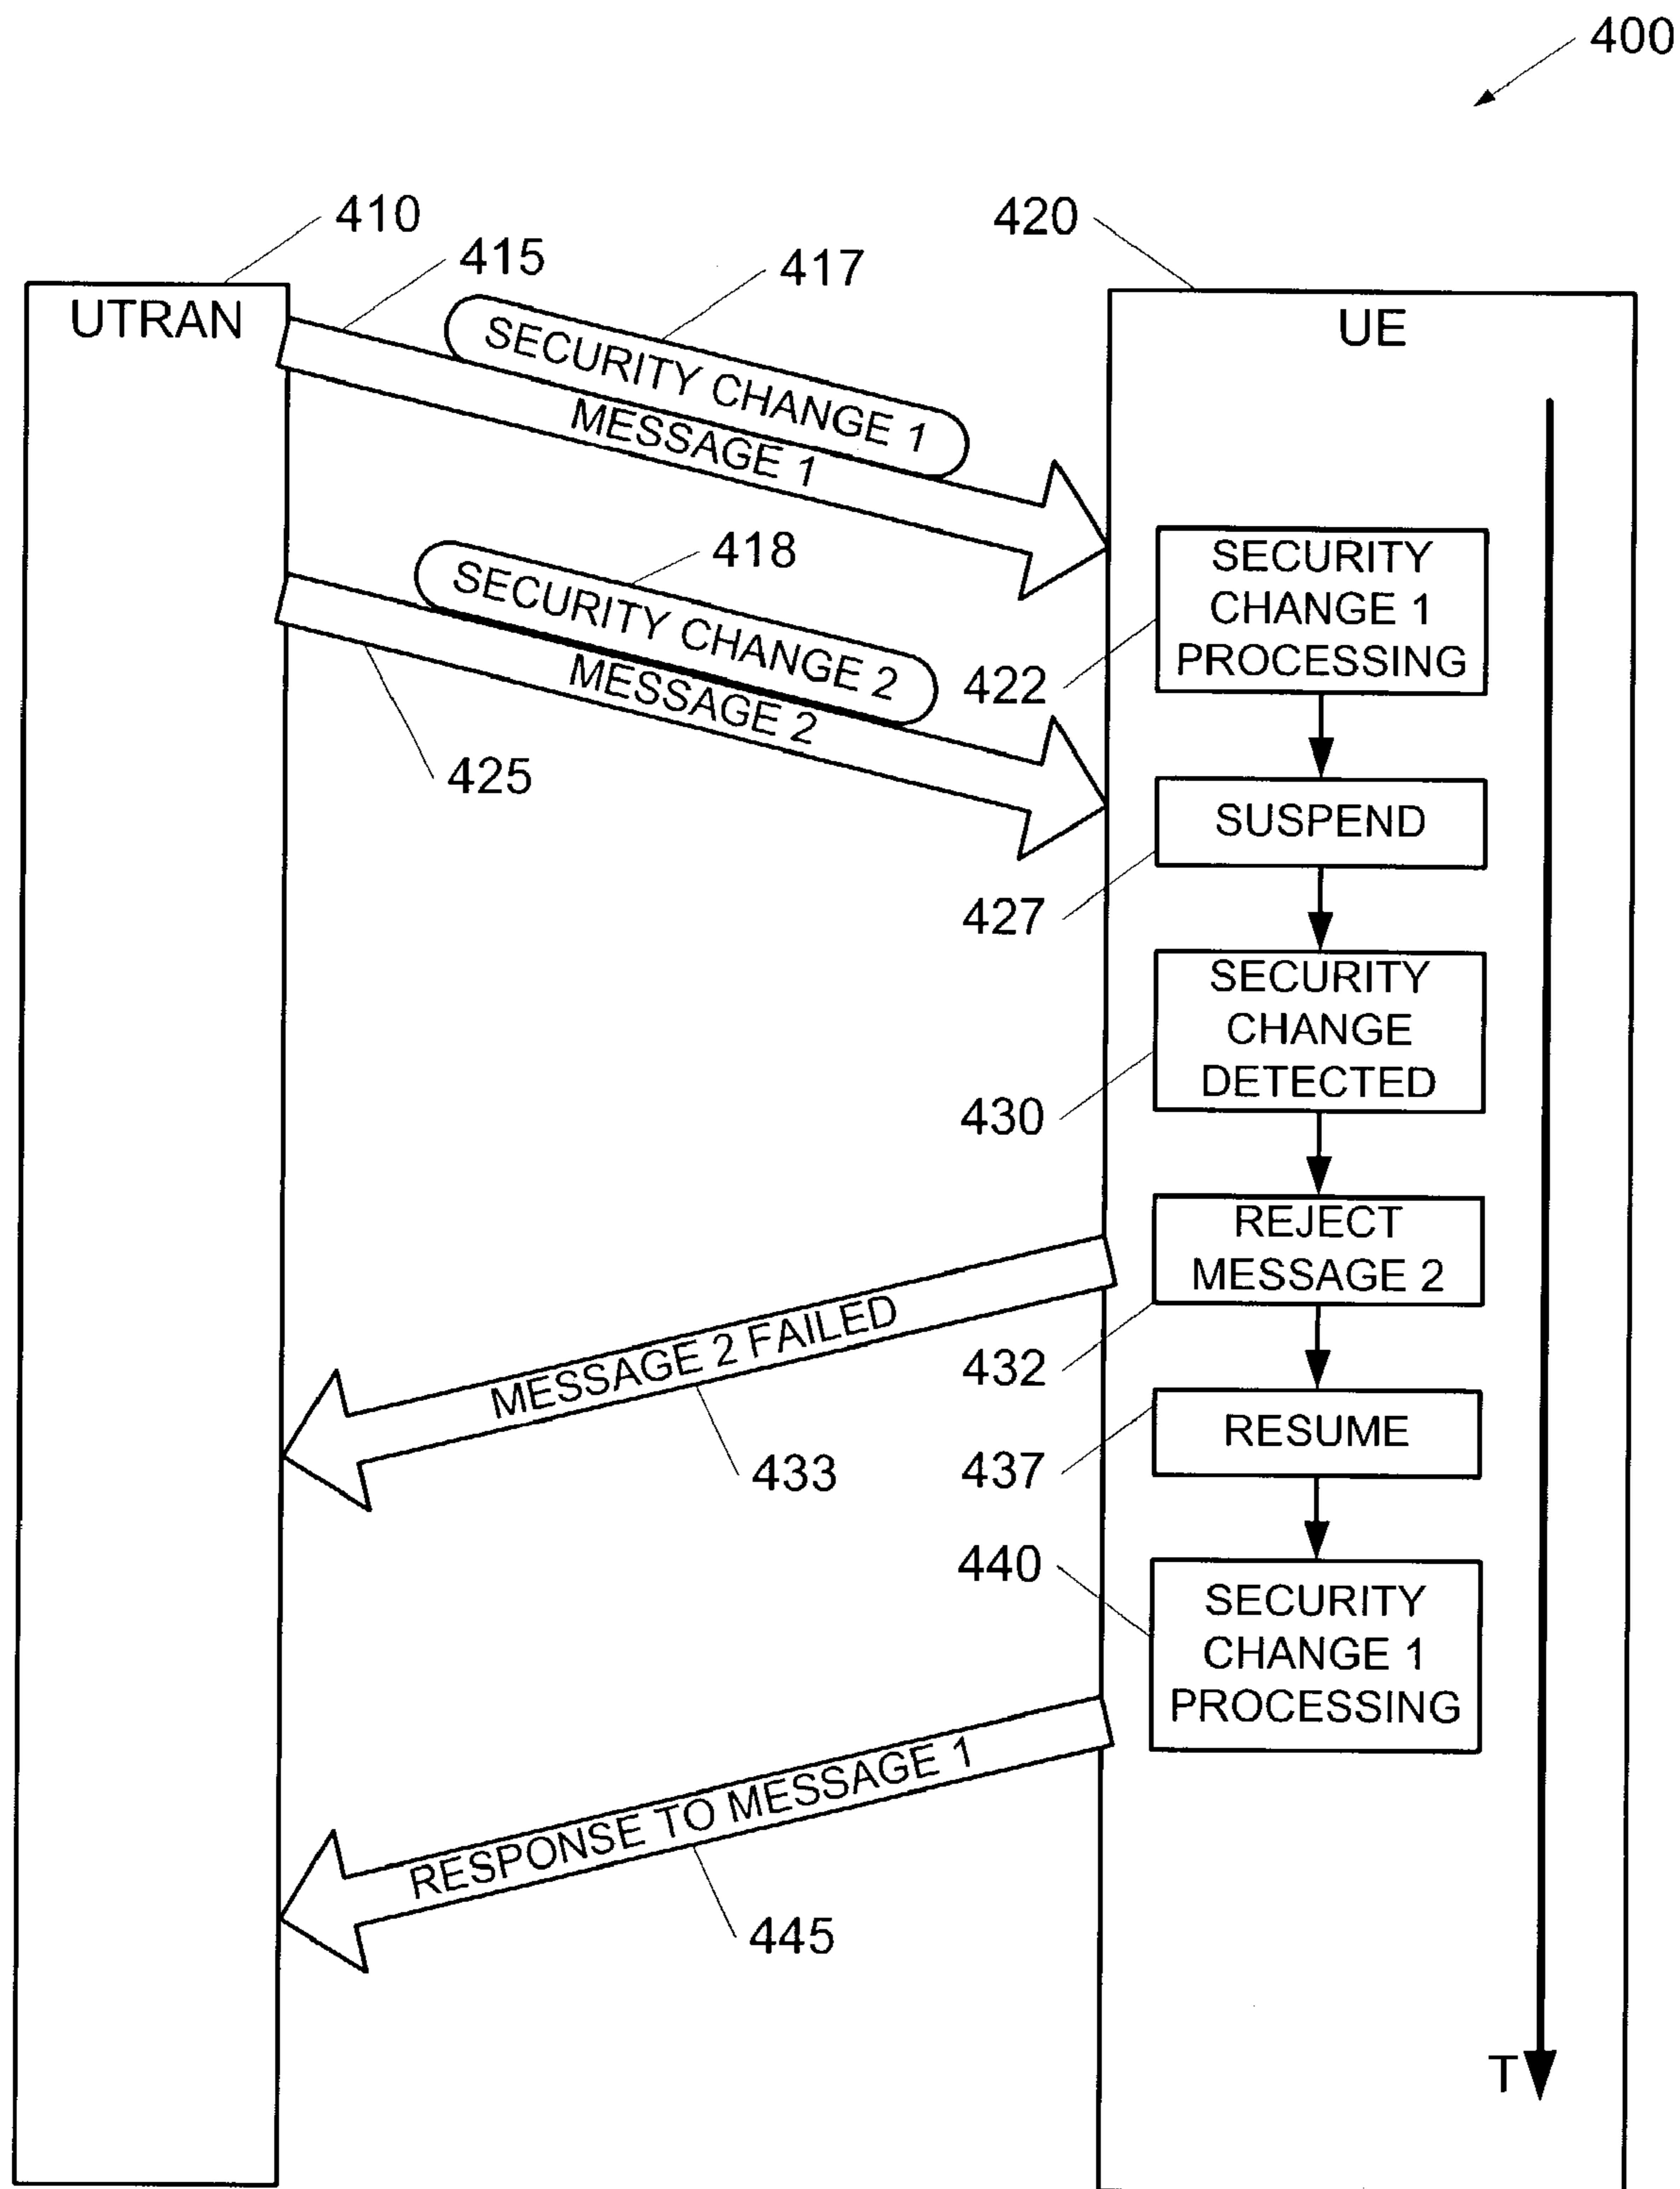 400
410
415
417
420
UTRAN
UE
SECURITY CHANGE 1
MESSAGE 1
418
SECURITY CHANGE 2
MESSAGE 2
425
SECURITY
CHANGE 1
PROCESSING
422
SUSPEND
427
SECURITY
CHANGE
DETECTED
430
REJECT
MESSAGE 2
432
MESSAGE 2 FAILED
433
RESUME
437
440
SECURITY
CHANGE 1
PROCESSING
RESPONSE TO MESSAGE 1
445
T